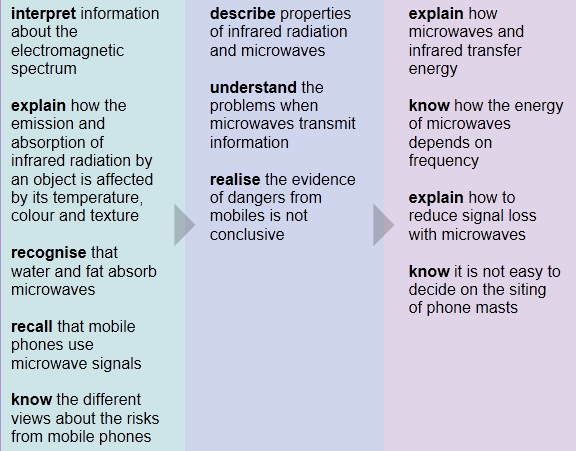 interpret information
about the
electromagnetic
spectrum
explain how the
emission and
absorption of
infrared radiation by
an object is affected
by its temperature,
colour and texture
recognise that
water and fat absorb
microwaves
recall that mobile
phones use
microwave signals
know the different
views about the risks
from mobile phones
describe properties
of infrared radiation
and microwaves
understand the
problems when
microwaves transmit
information
realise the evidence
of dangers from
mobiles is not
conclusive
explain how
microwaves and
infrared transfer
energy
know how the energy
of microwaves
depends on
frequency
explain how to
reduce signal loss
with microwaves
know it is not easy to
decide on the siting
of phone masts